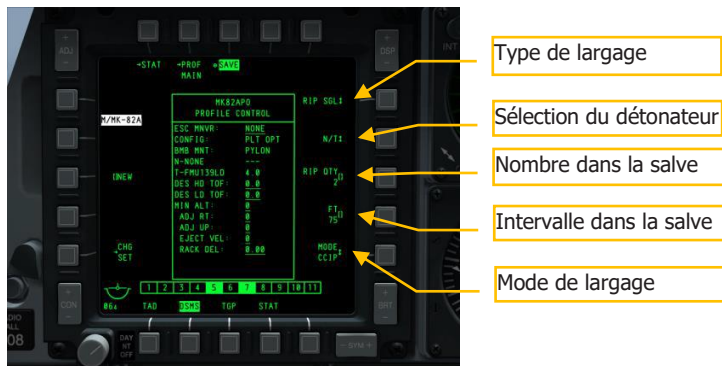 ADJ
DSP
INT
→STAT →PROF SAVE
MAIN
MK82APO
PROFILE CONTROL
RIP SGL↕
M/MK-82A
ESC MNVR: NONE
CONFIG: PLT OPT
BMB MNT: PYLON
N-NONE ---
T-FMU139LD 4.0
DES HD TOF: 0.0
DES LD TOF: 0.0
MIN ALT: 0
ADJ RT: 0
ADJ UP: 0
EJECT VEL: 0
RACK DEL: 0.00
N/T↕
[]NEW
RIP QTY
2[]
FT
75[]
CHG
SET
MODE
CCIP↕
1 2 3 4 5 6 7 8 9 10 11
TAD DSMS TGP STAT
CON
BRT
DIO
ALL
08
DAY
NT
OFF
- SYM +
Type de largage
Sélection du détonateur
Nombre dans la salve
Intervalle dans la salve
Mode de largage